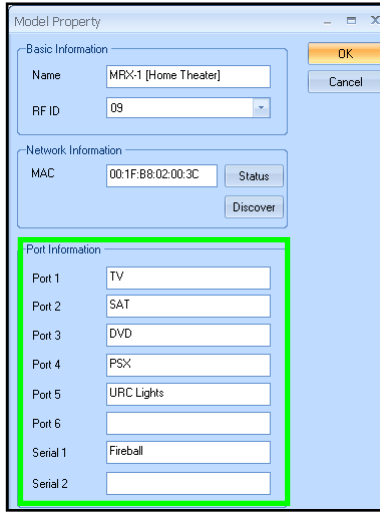 Model Property
Basic Information
OK
Name MRX-1 [Home Theater]
Cancel
RF ID 09
Network Information
MAC 00:1F:B8:02:00:3C Status
Discover
Port Information
Port 1 TV
Port 2 SAT
Port 3 DVD
Port 4 PSX
Port 5 URC Lights
Port 6
Serial 1 Fireball
Serial 2